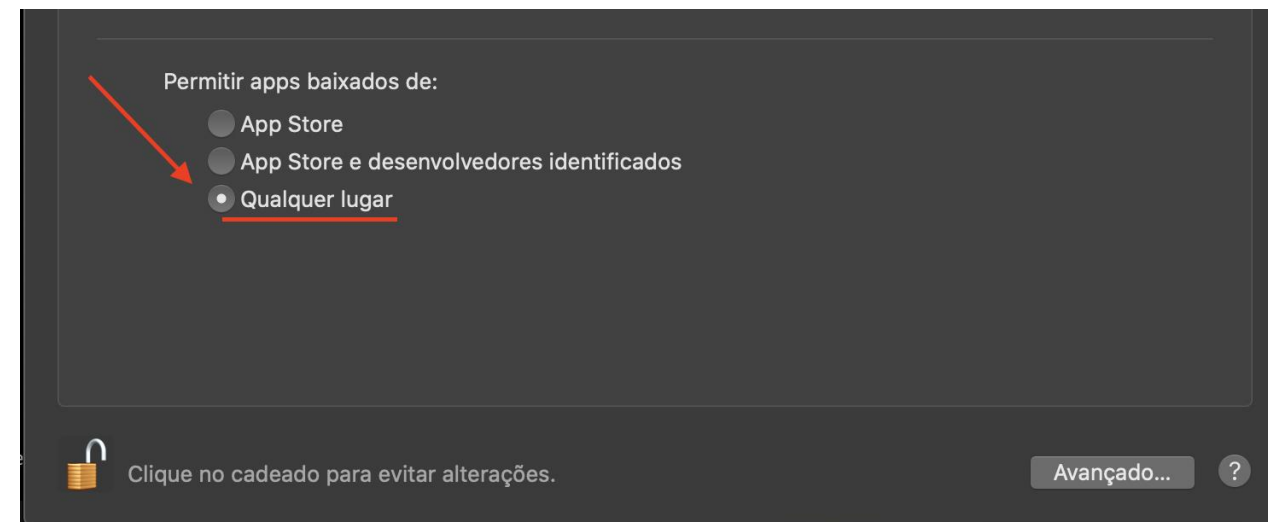 Permitir apps baixados de:
App Store
App Store e desenvolvedores identificados
Qualquer lugar
Clique no cadeado para evitar alterações.
Avançado...
?